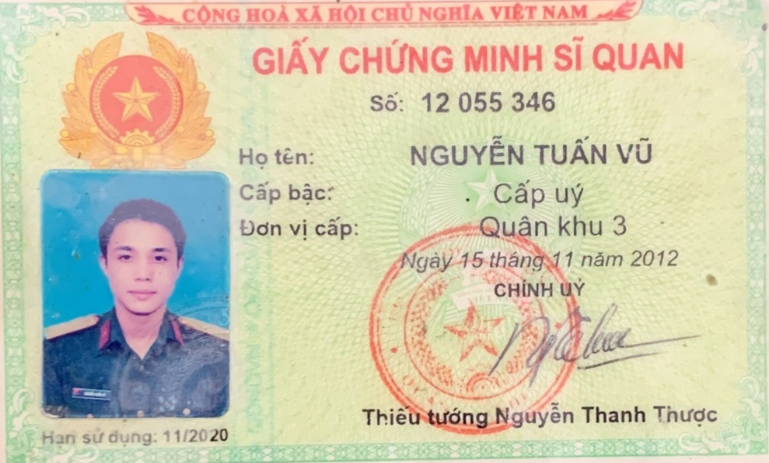 CỘNG HOÀ XÃ HỘI CHỦ NGHĨA VIỆT NAM
GIẤY CHỨNG MINH SĨ QUAN
Số: 12 055 346
Họ tên: NGUYỄN TUẤN VŨ
Cấp bậc: Cấp uý
Đơn vị cấp: Quân khu 3
Ngày 15 tháng 11 năm 2012
CHÍNH UỶ
Thiếu tướng Nguyễn Thanh Thược
Hạn sử dụng: 11/2020